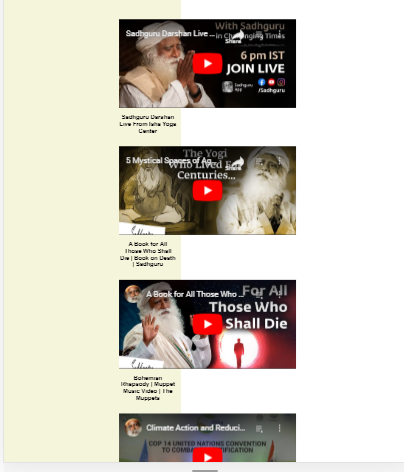 With Sadhguru
Sadhguru Darshan Live ...
in Challenging Times
Share
6 pm IST
JOIN LIVE
Sadhguru
App
/Sadhguru
Sadhguru Darshan
Live From Isha Yoga
Center
The Yogi
5 Mystical Spaces of Ag...
Who Lived For
Share
Centuries...
A Book for All
Those Who Shall
Die | Book on Death
| Sadhguru
For All
A Book for All Those Who ...
Those Who
Shall Die
Bohemian
Rhapsody | Muppet
Music Video | The
Muppets
Climate Action and Reduci...
COP 14 UNITED NATIONS CONVENTION
TO COMBAT DESERTIFICATION